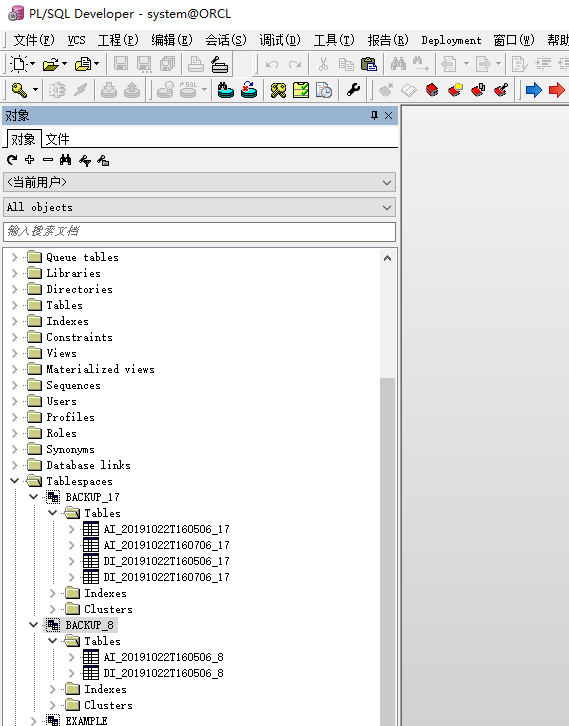 PL/SQL Developer - system@ORCL
文件(F) VCS 工程(P) 编辑(E) 会话(S) 调试(D) 工具(T) 报告(R) Deployment 窗口(W) 帮助
对象
对象 文件
<当前用户>
All objects
输入搜索文档
Queue tables
Libraries
Directories
Tables
Indexes
Constraints
Views
Materialized views
Sequences
Users
Profiles
Roles
Synonyms
Database links
Tablespaces
BACKUP_17
Tables
AI_20191022T160506_17
AI_20191022T160706_17
DI_20191022T160506_17
DI_20191022T160706_17
Indexes
Clusters
BACKUP_8
Tables
AI_20191022T160506_8
DI_20191022T160506_8
Indexes
Clusters
EXAMPLE